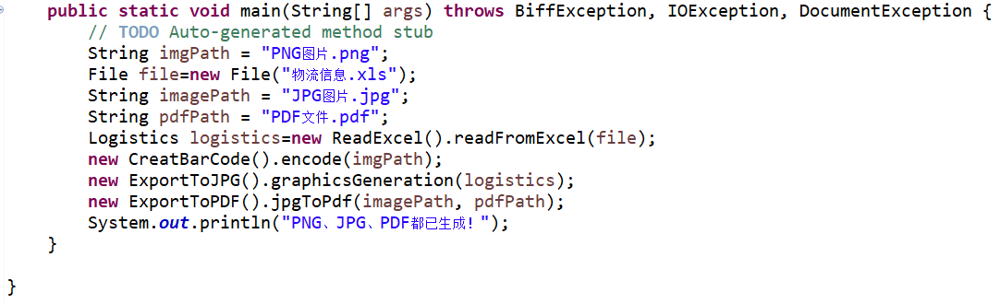 public static void main(String[] args) throws BiffException, IOException, DocumentException {
// TODO Auto-generated method stub
String imgPath = "PNG图片.png";
File file=new File("物流信息.xls");
String imagePath = "JPG图片.jpg";
String pdfPath = "PDF文件.pdf";
Logistics logistics=new ReadExcel().readFromExcel(file);
new CreatBarCode().encode(imgPath);
new ExportToJPG().graphicsGeneration(logistics);
new ExportToPDF().jpgToPdf(imagePath, pdfPath);
System.out.println("PNG、JPG、PDF都已生成！");
}
}